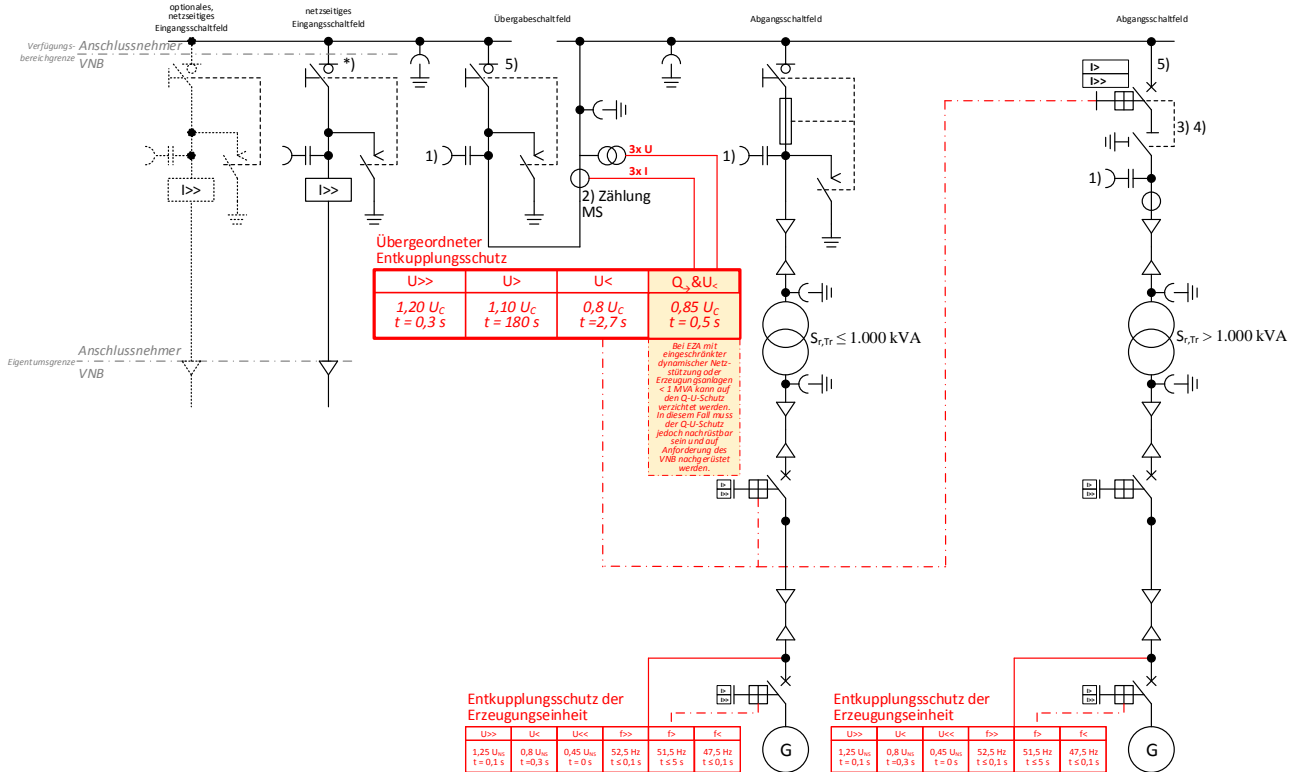 optionales,
netzseitiges
Eingangsschaltfeld
netzseitiges
Eingangsschaltfeld
Übergabeschaltfeld
Abgangsschaltfeld
Abgangsschaltfeld
Verfügungs-
bereichgrenze
Anschlussnehmer
VNB
*)
5)
5)
I>
I>>
3) 4)
1)
1)
1)
3x U
3x I
2) Zählung
MS
I>>
I>>
Übergeordneter
Entkupplungsschutz
U>> U> U< Q→&U<
1,20 UC 1,10 UC 0,8 UC 0,85 UC
t = 0,3 s t = 180 s t =2,7 s t = 0,5 s
Bei EZA mit
eingeschränkter
dynamischer Netz-
stützung oder
Erzeugungsanlagen
< 1 MVA kann auf
den Q-U-Schutz
verzichtet werden.
In diesem Fall muss
der Q-U-Schutz
jedoch nachrüstbar
sein und auf
Anforderung des
VNB nachgerüstet
werden.
Sr,Tr ≤ 1.000 kVA
Sr,Tr > 1.000 kVA
Eigentumsgrenze
Anschlussnehmer
VNB
I>
I>>
I>
I>>
Entkupplungsschutz der
Erzeugungseinheit
I>
I>>
U>> U< U<< f>> f> f<
1,25 UNS 0,8 UNS 0,45 UNS 52,5 Hz 51,5 Hz 47,5 Hz
t = 0,1 s t =0,3 s t = 0 s t ≤ 0,1 s t ≤ 5 s t ≤ 0,1 s
G
Entkupplungsschutz der
Erzeugungseinheit
I>
I>>
U>> U< U<< f>> f> f<
1,25 UNS 0,8 UNS 0,45 UNS 52,5 Hz 51,5 Hz 47,5 Hz
t = 0,1 s t =0,3 s t = 0 s t ≤ 0,1 s t ≤ 5 s t ≤ 0,1 s
G